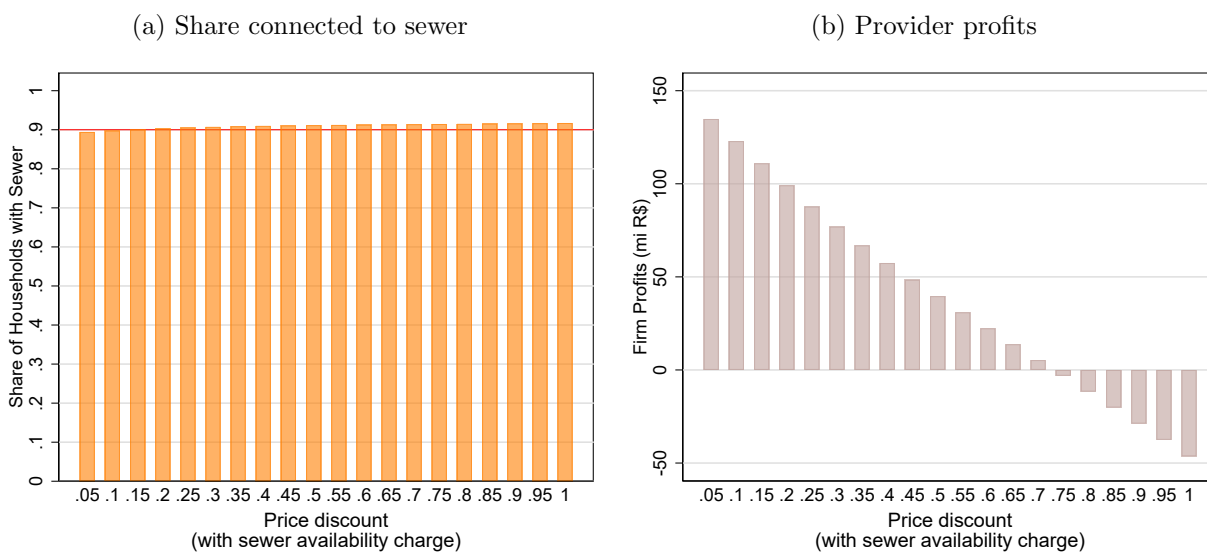 (a) Share connected to sewer
Share of Households with Sewer
1
.9
.8
.7
.6
.5
.4
.3
.2
.1
0
.05 .1 .15 .2 .25 .3 .35 .4 .45 .5 .55 .6 .65 .7 .75 .8 .85 .9 .95 1
Price discount
(with sewer availability charge)
(b) Provider profits
Firm Profits (mi R$)
150
100
50
0
-50
.05 .1 .15 .2 .25 .3 .35 .4 .45 .5 .55 .6 .65 .7 .75 .8 .85 .9 .95 1
Price discount
(with sewer availability charge)